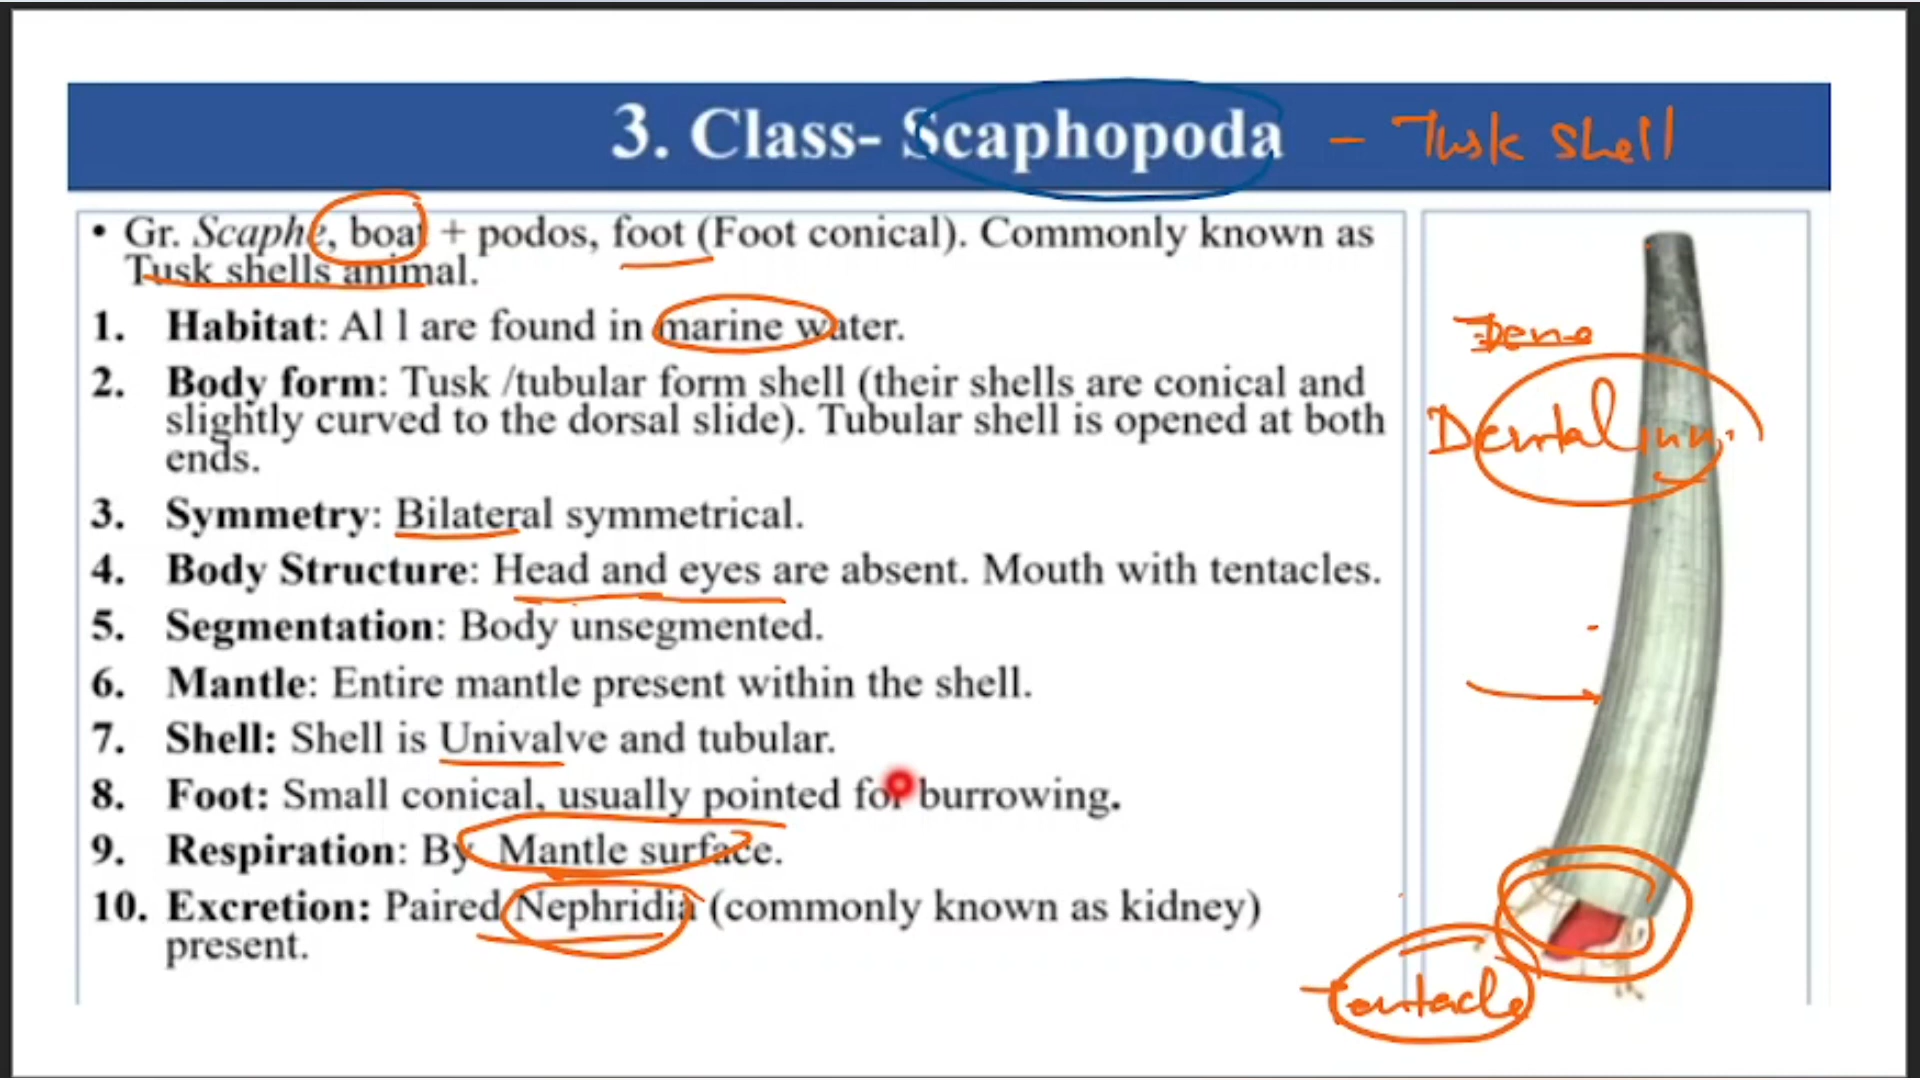 3. Class- Scaphopoda – Tusk shell
• Gr. Scaphe, boat + podos, foot (Foot conical). Commonly known as
Tusk shells animal.
1. Habitat: Al l are found in marine water.
2. Body form: Tusk /tubular form shell (their shells are conical and
slightly curved to the dorsal slide). Tubular shell is opened at both
ends.
3. Symmetry: Bilateral symmetrical.
4. Body Structure: Head and eyes are absent. Mouth with tentacles.
5. Segmentation: Body unsegmented.
6. Mantle: Entire mantle present within the shell.
7. Shell: Shell is Univalve and tubular.
8. Foot: Small conical, usually pointed for burrowing.
9. Respiration: By Mantle surface.
10. Excretion: Paired Nephridia (commonly known as kidney)
present.
Dentalium